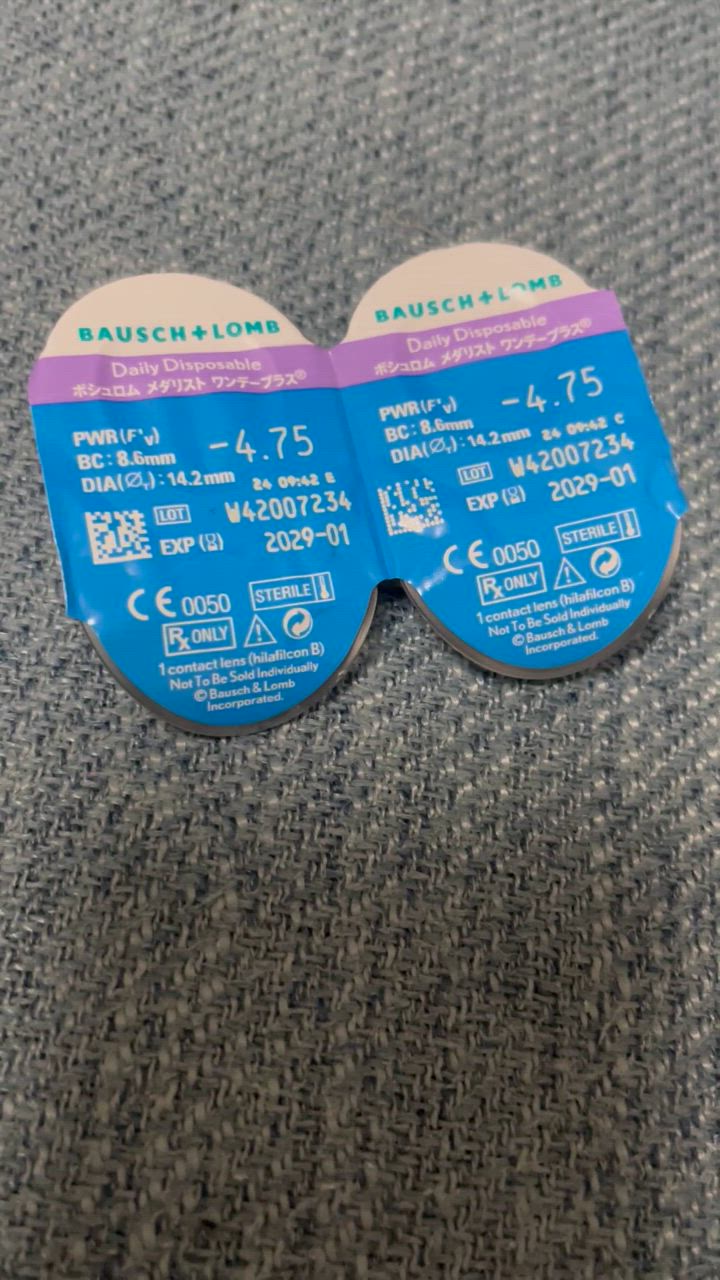 BAUSCH+LOMB
Daily Disposable
ボシュロム メダリスト ワンデープラス®
PWR(F'v) -4.75
BC: 8.6mm
DIA(Ø𝗍): 14.2mm 24 09:42 E
LOT W42007234
EXP 2029-01
CE 0050 STERILE
Rx ONLY
1 contact lens (hilafilcon B)
Not To Be Sold Individually
© Bausch & Lomb
Incorporated.
BAUSCH+LOMB
Daily Disposable
ボシュロム メダリスト ワンデープラス®
PWR(F'v) -4.75
BC: 8.6mm
DIA(Ø𝗍): 14.2mm 24 09:42 C
LOT W42007234
EXP 2029-01
CE 0050 STERILE
Rx ONLY
1 contact lens (hilafilcon B)
Not To Be Sold Individually
© Bausch & Lomb
Incorporated.